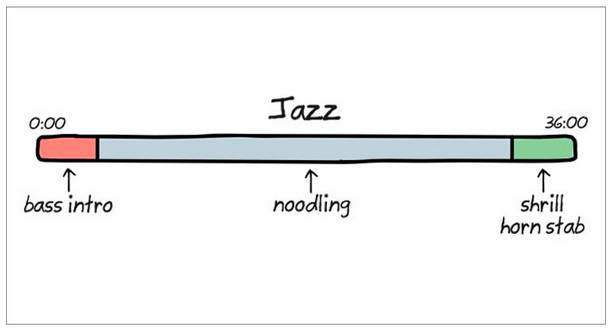 Jazz
0:00
36:00
bass intro
noodling
shrill
horn stab